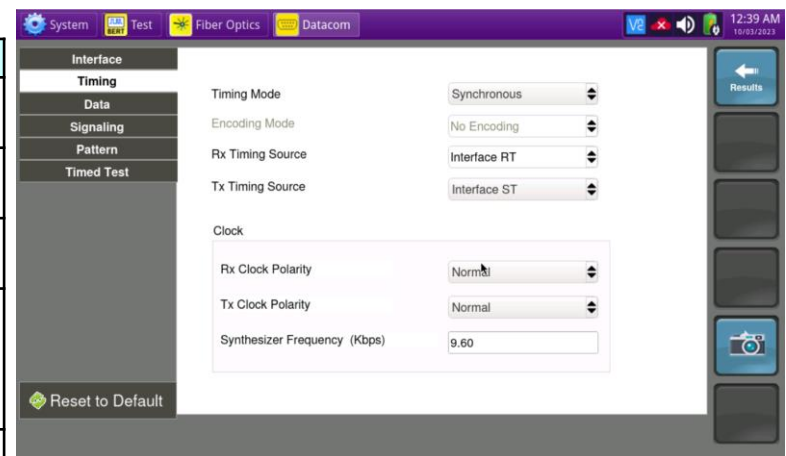 System Test Fiber Optics Datacom V2 12:39 AM
10/03/2023
BERT
Interface
Timing
Data
Signaling
Pattern
Timed Test
Timing Mode Synchronous
Encoding Mode No Encoding
Rx Timing Source Interface RT
Tx Timing Source Interface ST
Clock
Rx Clock Polarity Normal
Tx Clock Polarity Normal
Synthesizer Frequency (Kbps) 9.60
Results
Reset to Default